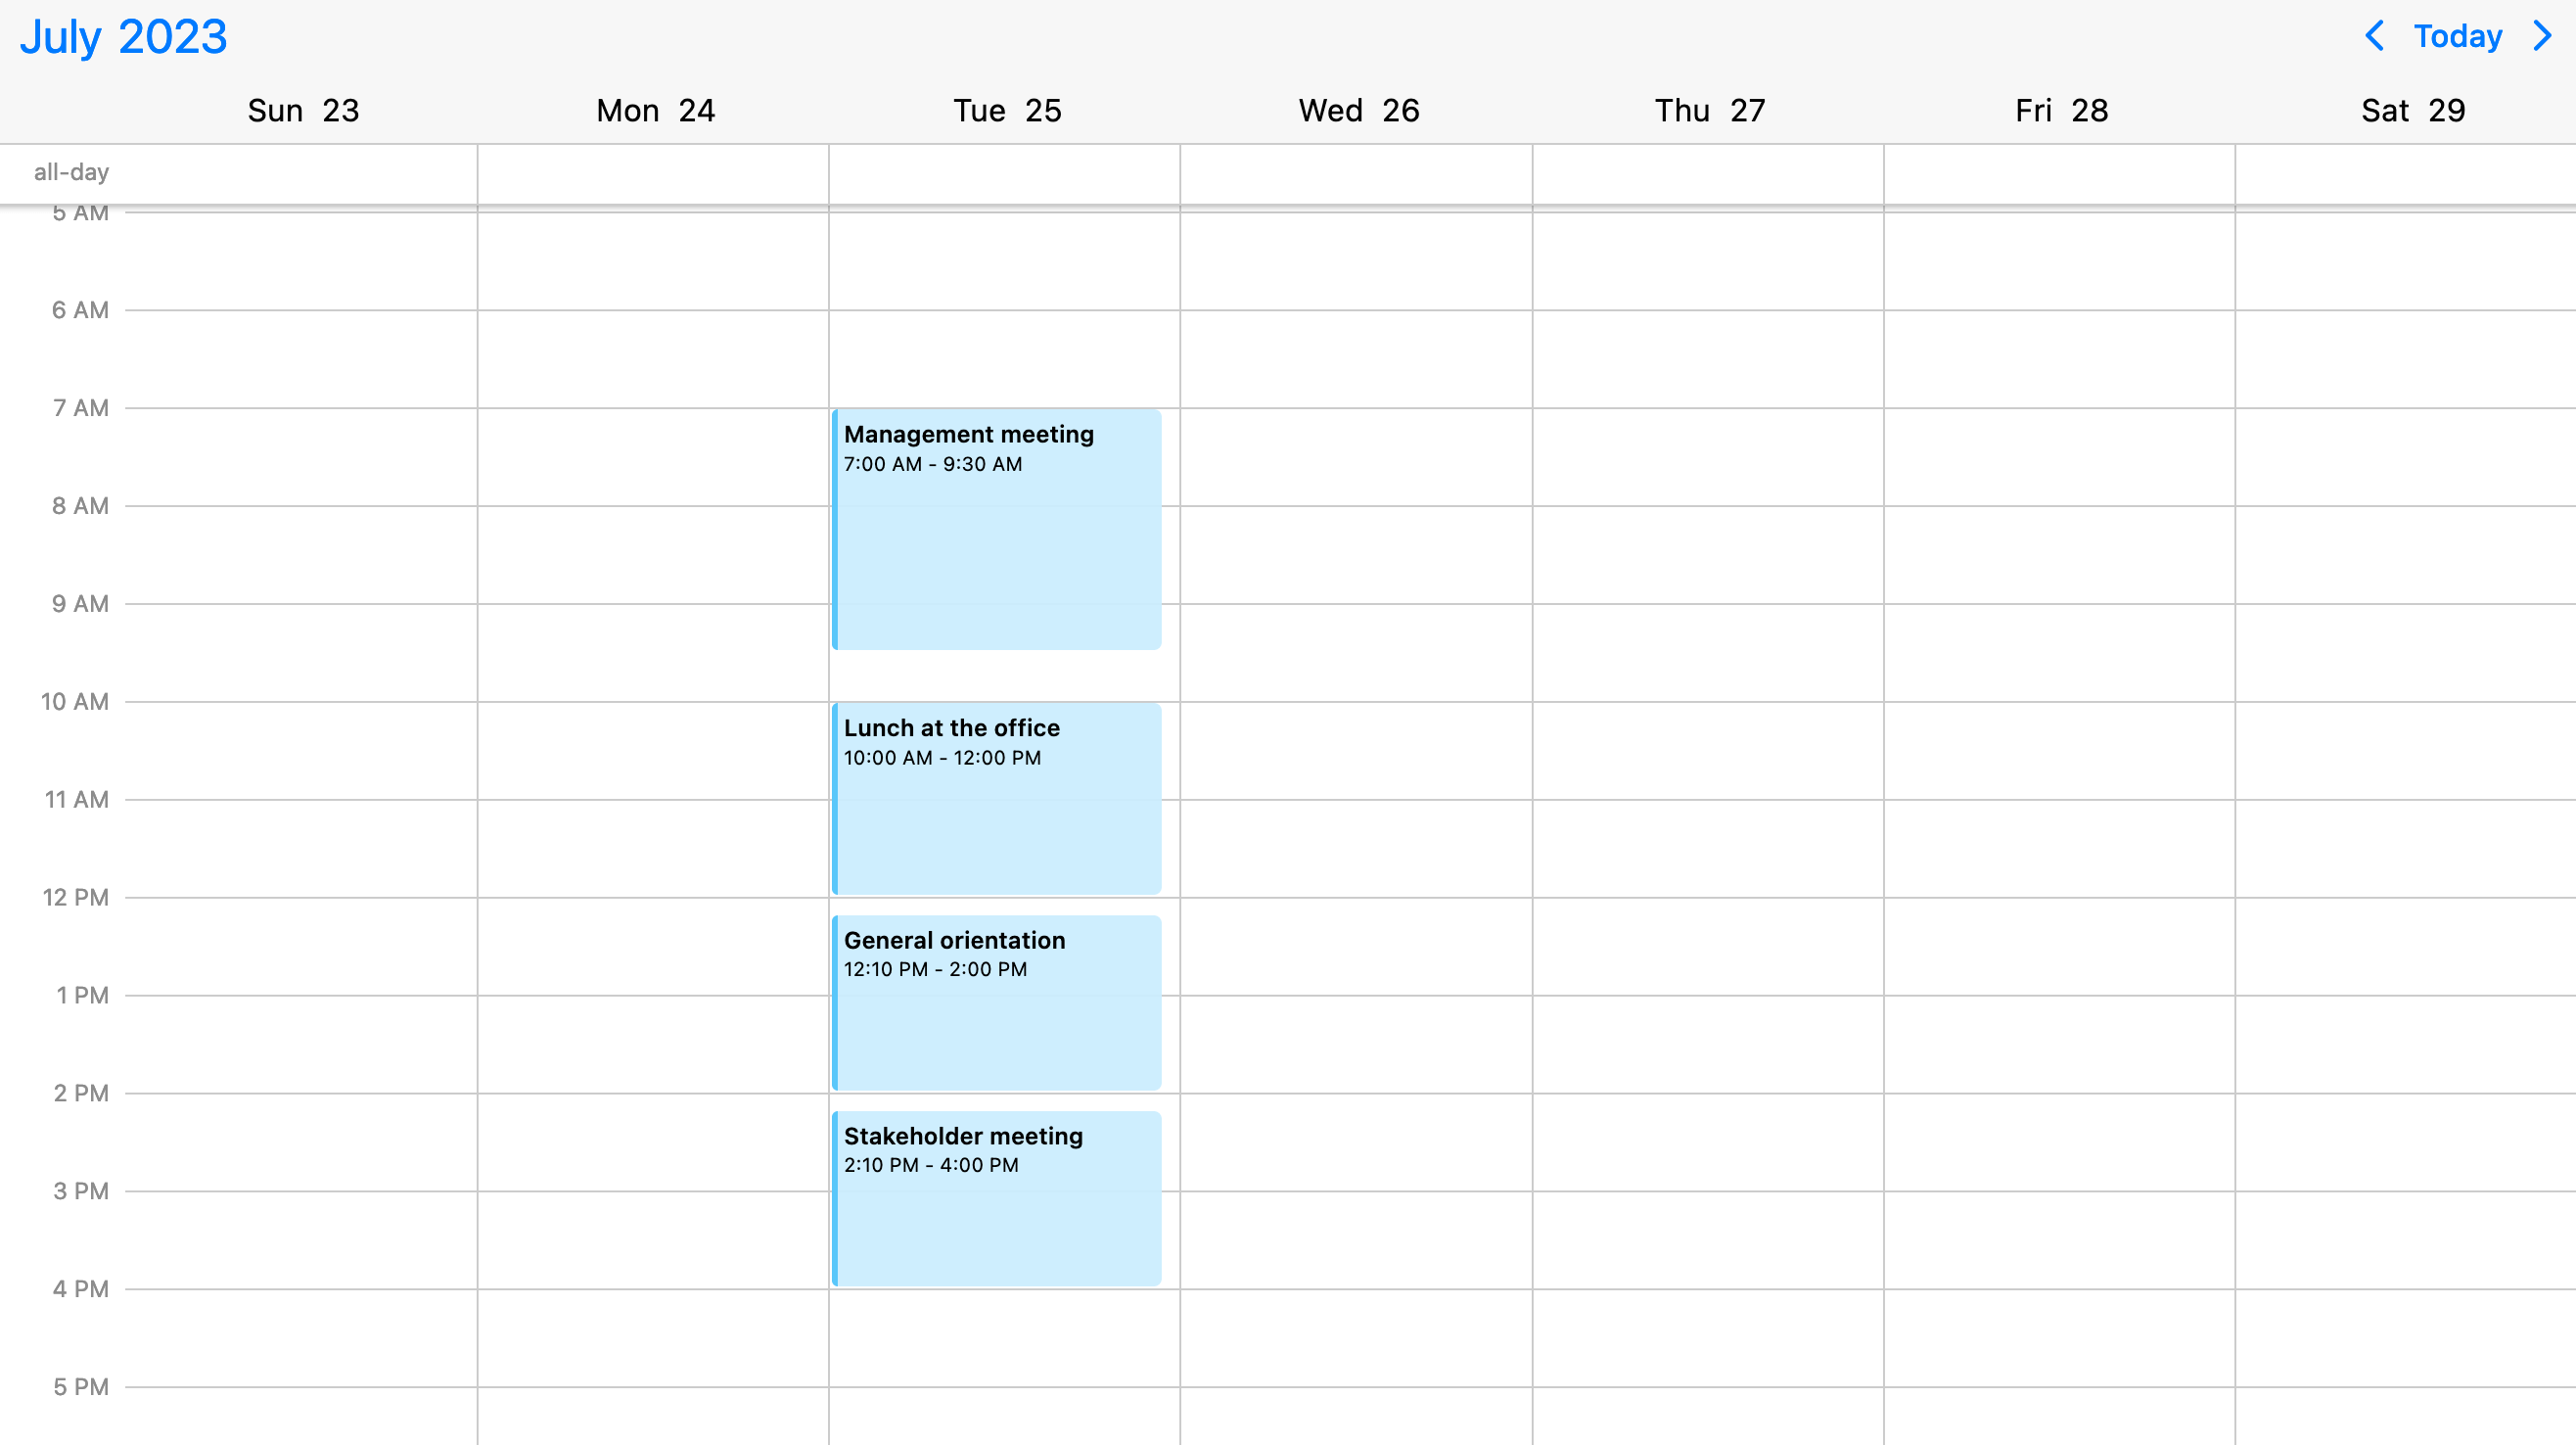 July 2023
Today
Sun 23 Mon 24 Tue 25 Wed 26 Thu 27 Fri 28 Sat 29
all-day
5 AM
6 AM
7 AM
Management meeting
7:00 AM - 9:30 AM
8 AM
9 AM
10 AM
Lunch at the office
10:00 AM - 12:00 PM
11 AM
12 PM
General orientation
12:10 PM - 2:00 PM
1 PM
2 PM
Stakeholder meeting
2:10 PM - 4:00 PM
3 PM
4 PM
5 PM